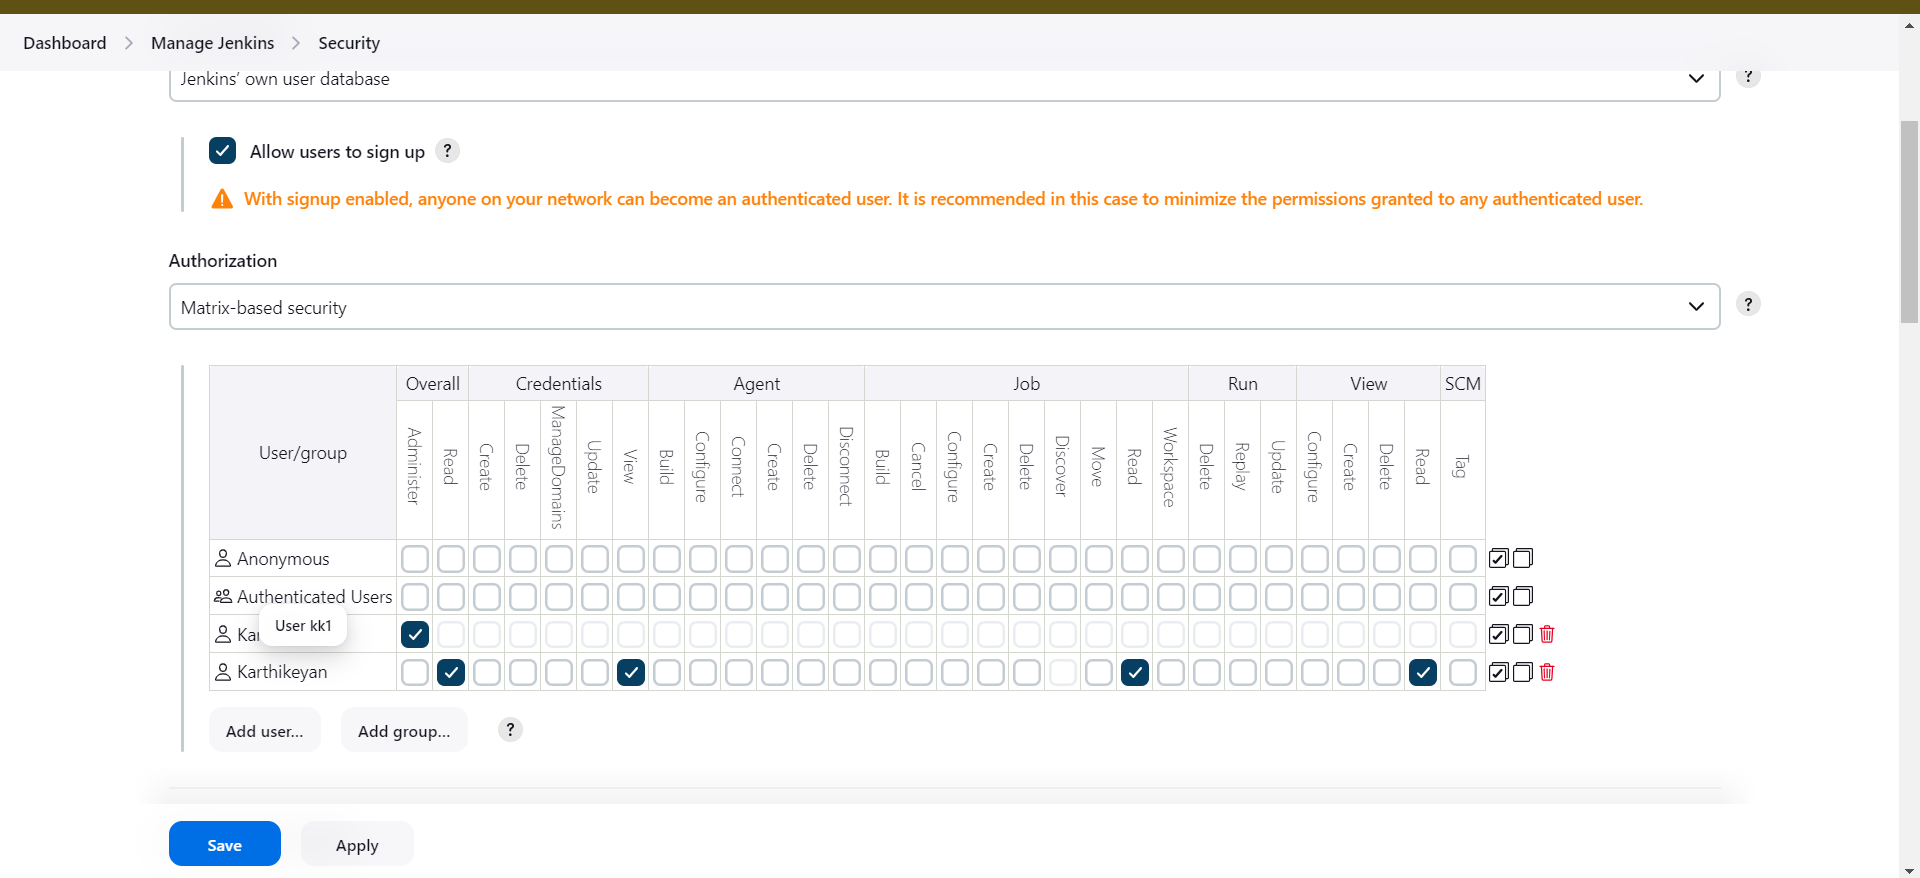 Dashboard > Manage Jenkins > Security
Jenkins' own user database
?
Allow users to sign up ?
With signup enabled, anyone on your network can become an authenticated user. It is recommended in this case to minimize the permissions granted to any authenticated user.
Authorization
Matrix-based security
?
User/group
Overall Credentials Agent Job Run View SCM
Administer Read Create Delete ManageDomains Update View Build Configure Connect Create Delete Disconnect Build Cancel Configure Create Delete Discover Move Read Workspace Delete Replay Update Configure Create Delete Read Tag
Anonymous
Authenticated Users
User kk1
Karthikeyan
Add user... Add group... ?
Save Apply